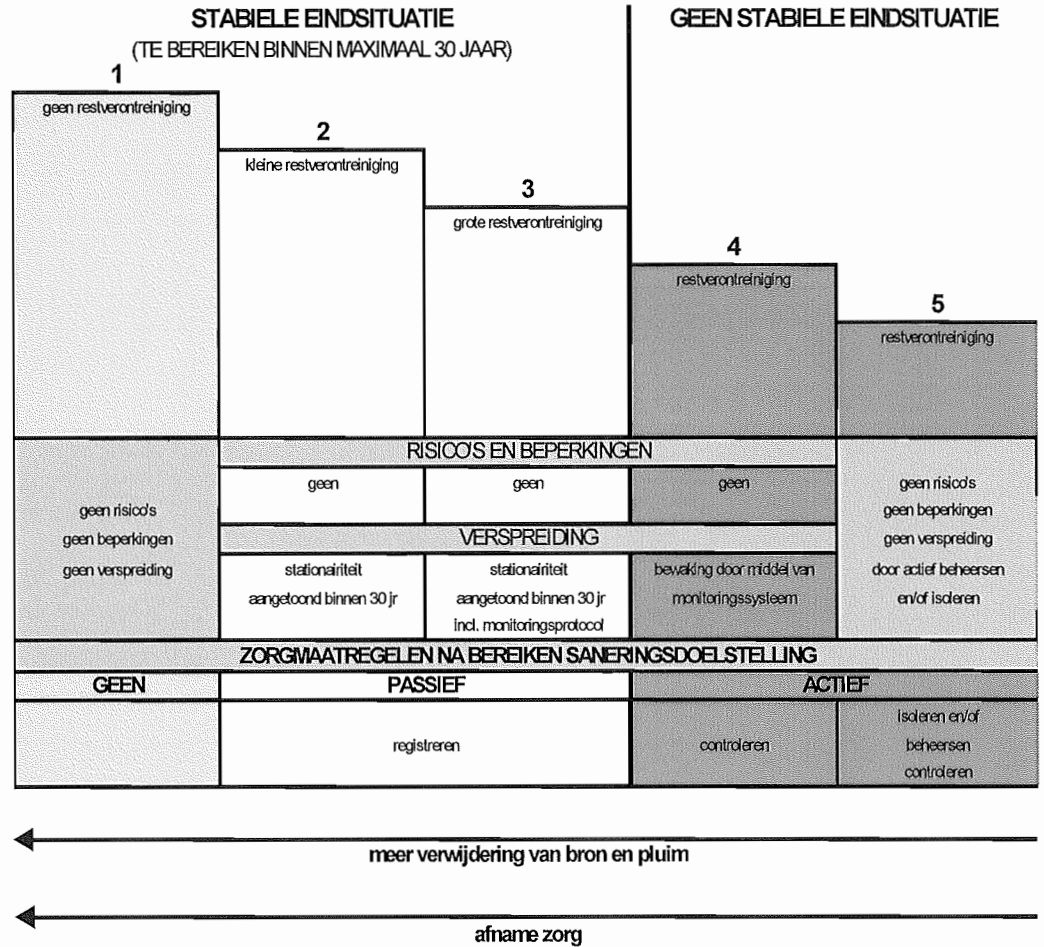 STABIELE EINDSITUATIE
(TE BEREIKEN BINNEN MAXIMAAL 30 JAAR)
GEEN STABIELE EINDSITUATIE
1
geen restverontreiniging
2
kleine restverontreiniging
3
grote restverontreiniging
4
restverontreiniging
5
restverontreiniging
RISICO'S EN BEPERKINGEN
geen risico's
geen beperkingen
geen verspreiding
geen
geen
geen
VERSPREIDING
stationairiteit
aangetoond binnen 30 jr
stationairiteit
aangetoond binnen 30 jr
incl. monitoringsprotocol
bewaking door middel van
monitoringssysteem
geen risico's
geen beperkingen
geen verspreiding
door actief beheersen
en/of isoleren
ZORGMAATREGELEN NA BEREIKEN SANERINGSDOELSTELLING
GEEN
PASSIEF
ACTIEF
registreren
controleren
isoleren en/of
beheersen
controleren
meer verwijdering van bron en pluim
afname zorg